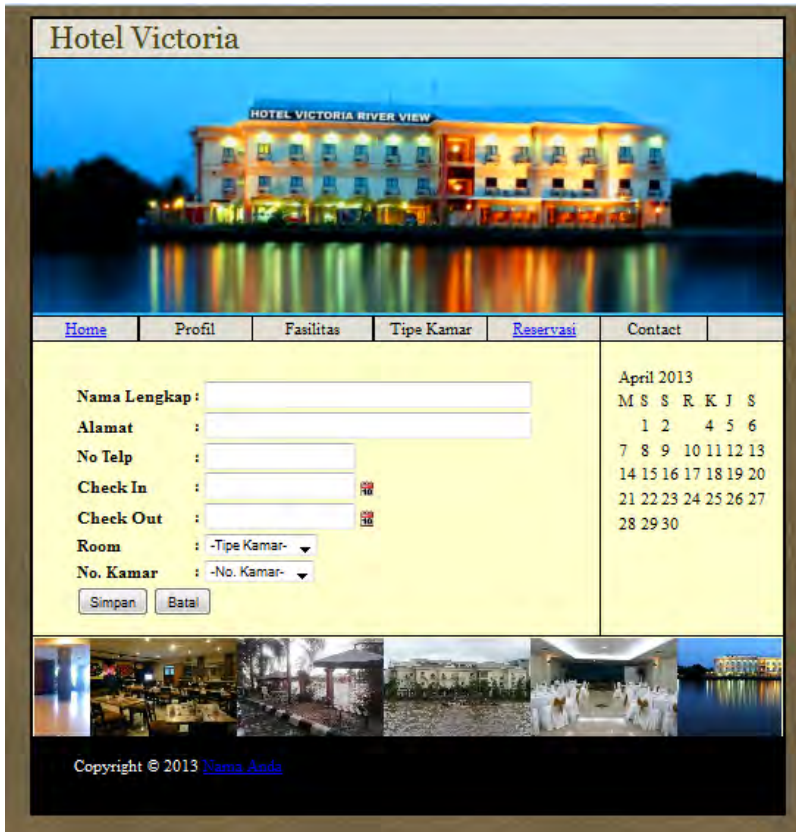 Hotel Victoria
HOTEL VICTORIA RIVER VIEW
Home Profil Fasilitas Tipe Kamar Reservasi Contact
Nama Lengkap :
Alamat :
No Telp :
Check In :
Check Out :
Room : -Tipe Kamar-
No. Kamar : -No. Kamar-
Simpan Batal
April 2013
M S S R K J S
1 2 4 5 6
7 8 9 10 11 12 13
14 15 16 17 18 19 20
21 22 23 24 25 26 27
28 29 30
Copyright © 2013 Nama Anda